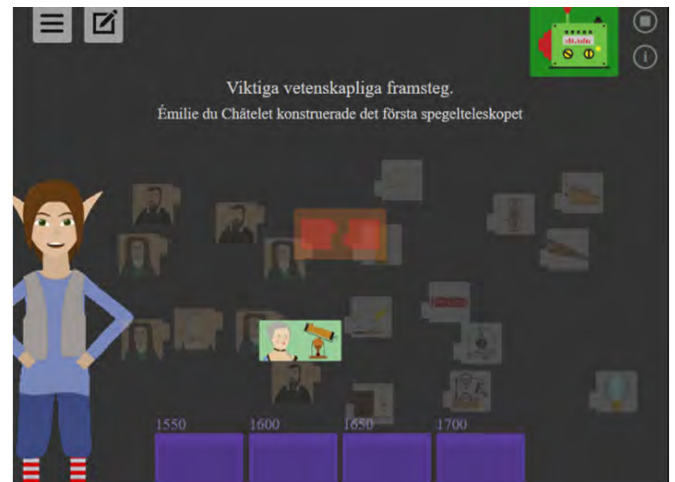 Viktiga vetenskapliga framsteg.
Émilie du Châtelet konstruerade det första spegelteleskopet
1550 1600 1650 1700